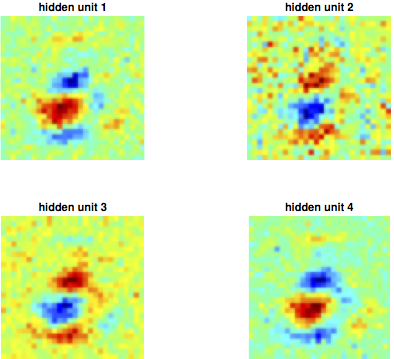 hidden unit 1
hidden unit 2
hidden unit 3
hidden unit 4